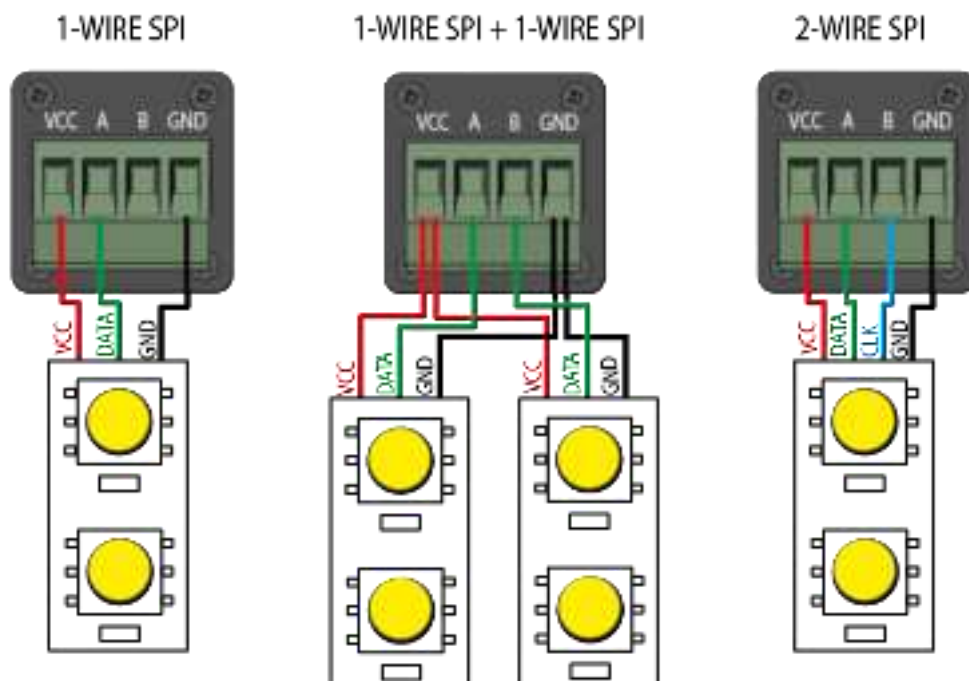 1-WIRE SPI
1-WIRE SPI + 1-WIRE SPI
2-WIRE SPI
VCC A B GND
VCC A B GND
VCC A B GND
VCC DATA GND
VCC DATA GND
VCC DATA GND
VCC DATA CLK GND